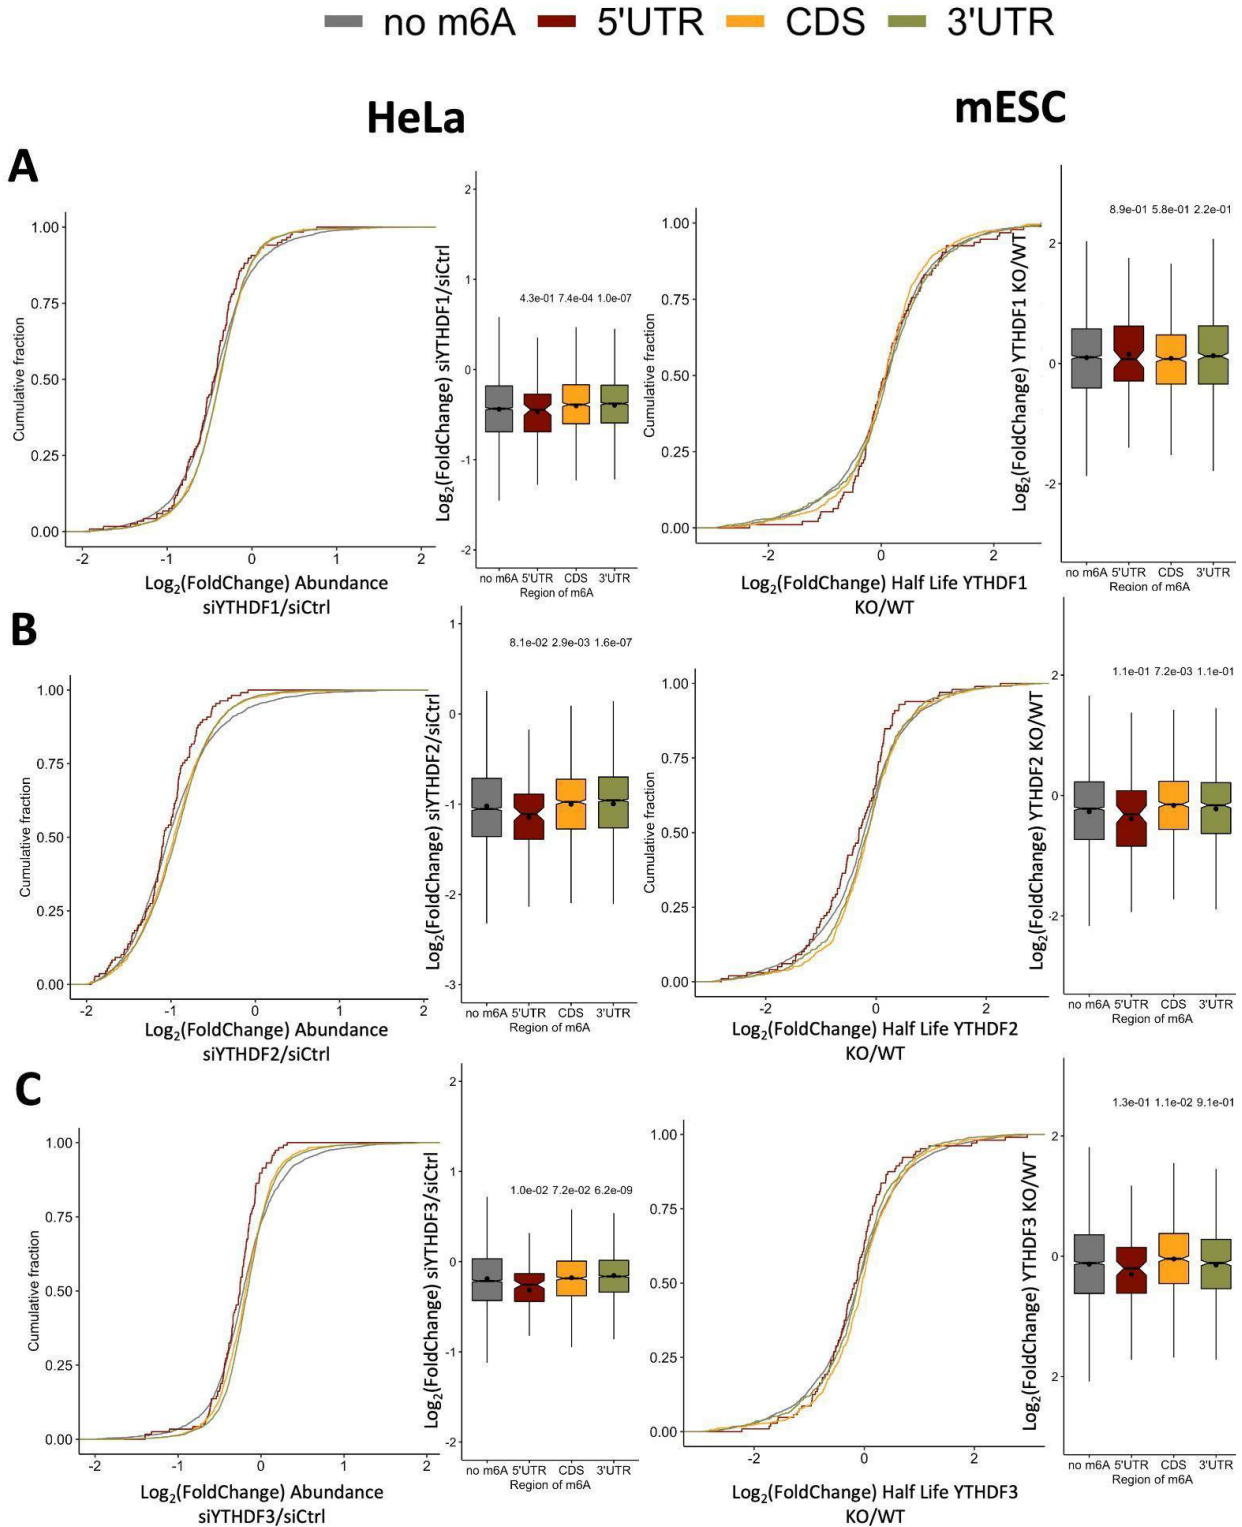 no m6A 5'UTR CDS 3'UTR
HeLa
mESC
A
1.00
0.75
0.50
0.25
0.00
Cumulative fraction
-2 -1 0 1 2
Log2(FoldChange) Abundance
siYTHDF1/siCtrl
2
1
0
-1
-2
Log2(FoldChange) siYTHDF1/siCtrl
4.3e-01 7.4e-04 1.0e-07
no m6A 5'UTR CDS 3'UTR
Region of m6A
1.00
0.75
0.50
0.25
0.00
Cumulative fraction
-2 0 2
Log2(FoldChange) Half Life YTHDF1
KO/WT
2
0
-2
Log2(FoldChange) YTHDF1 KO/WT
8.9e-01 5.8e-01 2.2e-01
no m6A 5'UTR CDS 3'UTR
Region of m6A
B
1.00
0.75
0.50
0.25
0.00
Cumulative fraction
-2 -1 0 1 2
Log2(FoldChange) Abundance
siYTHDF2/siCtrl
1
0
-1
-2
-3
Log2(FoldChange) siYTHDF2/siCtrl
8.1e-02 2.9e-03 1.6e-07
no m6A 5'UTR CDS 3'UTR
Region of m6A
1.00
0.75
0.50
0.25
0.00
Cumulative fraction
-2 0 2
Log2(FoldChange) Half Life YTHDF2
KO/WT
2
0
-2
Log2(FoldChange) YTHDF2 KO/WT
1.1e-01 7.2e-03 1.1e-01
no m6A 5'UTR CDS 3'UTR
Region of m6A
C
1.00
0.75
0.50
0.25
0.00
Cumulative fraction
-2 -1 0 1 2
Log2(FoldChange) Abundance
siYTHDF3/siCtrl
2
1
0
-1
-2
Log2(FoldChange) siYTHDF3/siCtrl
1.0e-02 7.2e-02 6.2e-09
no m6A 5'UTR CDS 3'UTR
Region of m6A
1.00
0.75
0.50
0.25
0.00
-2 0 2
Log2(FoldChange) Half Life YTHDF3
KO/WT
2
0
2
Log2(FoldChange) YTHDF3 KO/WT
1.3e-01 1.1e-02 9.1e-01
no m6A 5'UTR CDS 3'UTR
Region of m6A